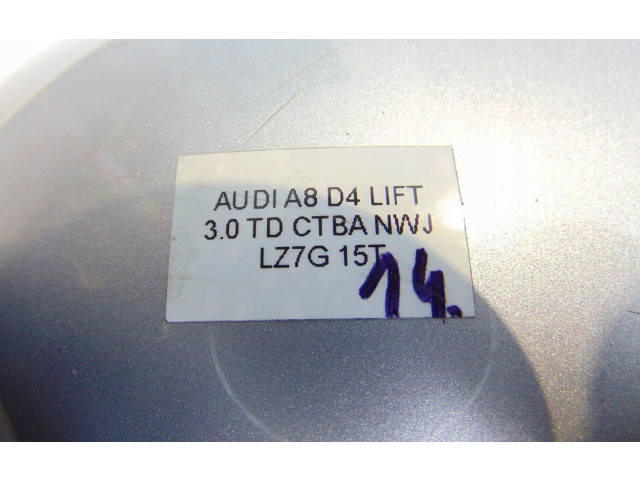 AUDI A8 D4 LIFT
3.0 TD CTBA NWJ
LZ7G 15T
14.